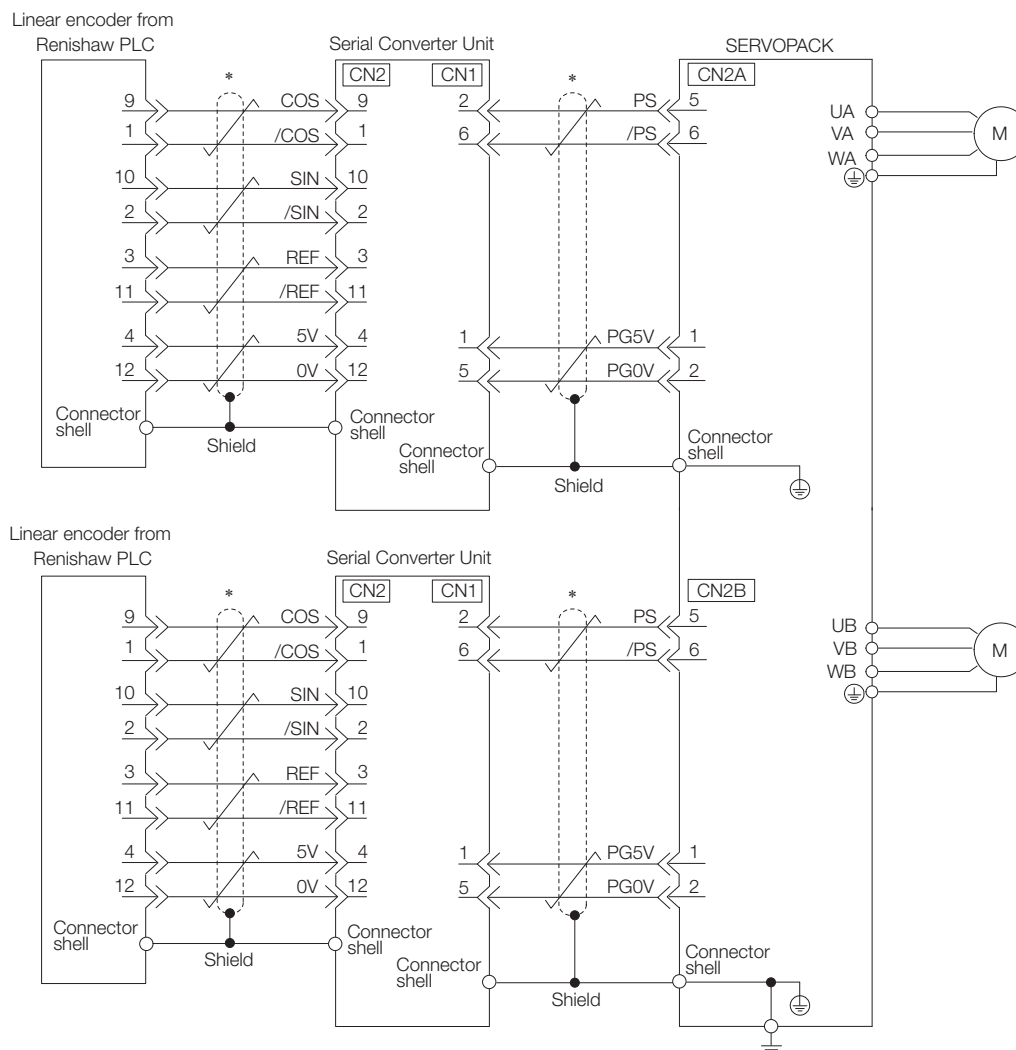 Linear encoder from
Renishaw PLC
Serial Converter Unit
SERVOPACK
* CN2 CN1 * CN2A
9 COS 9 2 PS 5
1 /COS 1 6 /PS 6
UA
VA
WA
M
10 SIN 10
2 /SIN 2
3 REF 3
11 /REF 11
4 5V 4 1 PG5V 1
12 0V 12 5 PG0V 2
Connector
shell
Shield
Connector
shell
Connector
shell
Shield
Connector
shell
Linear encoder from
Renishaw PLC
Serial Converter Unit
* CN2 CN1 * CN2B
9 COS 9 2 PS 5
1 /COS 1 6 /PS 6
UB
VB
WB
M
10 SIN 10
2 /SIN 2
3 REF 3
11 /REF 11
4 5V 4 1 PG5V 1
12 0V 12 5 PG0V 2
Connector
shell
Shield
Connector
shell
Connector
shell
Shield
Connector
shell